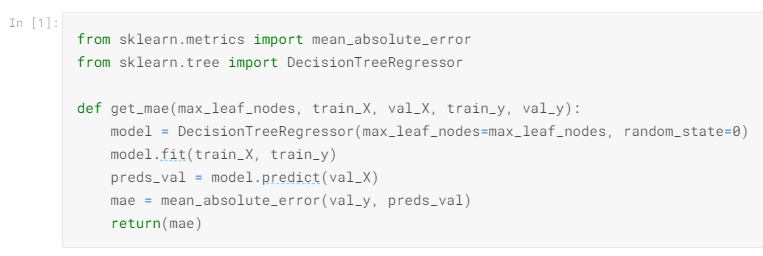 In [1]:
from sklearn.metrics import mean_absolute_error
from sklearn.tree import DecisionTreeRegressor

def get_mae(max_leaf_nodes, train_X, val_X, train_y, val_y):
    model = DecisionTreeRegressor(max_leaf_nodes=max_leaf_nodes, random_state=0)
    model.fit(train_X, train_y)
    preds_val = model.predict(val_X)
    mae = mean_absolute_error(val_y, preds_val)
    return(mae)